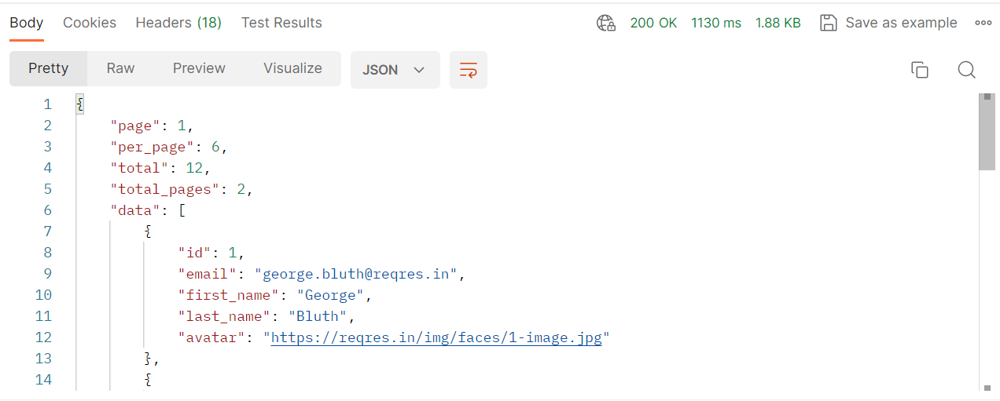 Body Cookies Headers (18) Test Results 200 OK 1130 ms 1.88 KB Save as example
Pretty Raw Preview Visualize JSON
1 {
2 "page": 1,
3 "per_page": 6,
4 "total": 12,
5 "total_pages": 2,
6 "data": [
7 {
8 "id": 1,
9 "email": "george.bluth@reqres.in",
10 "first_name": "George",
11 "last_name": "Bluth",
12 "avatar": "https://reqres.in/img/faces/1-image.jpg"
13 },
14 {